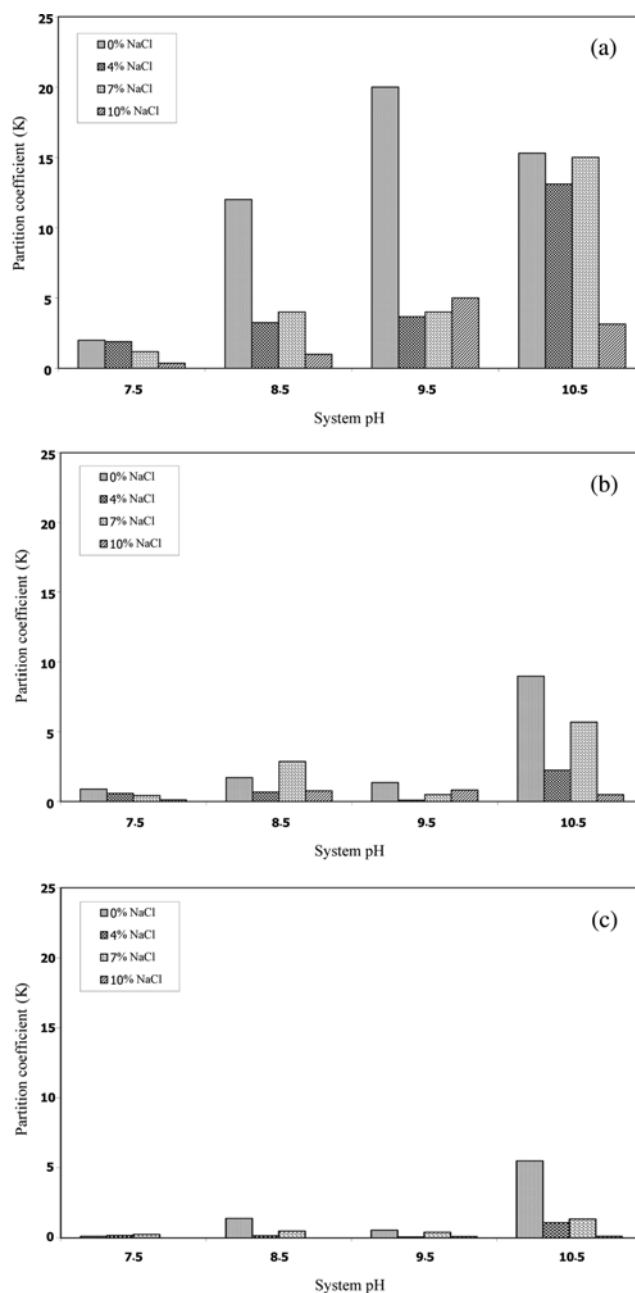 (a)
0% NaCl
4% NaCl
7% NaCl
10% NaCl
Partition coefficient (K)
25
20
15
10
5
0
7.5 8.5 9.5 10.5
System pH
(b)
0% NaCl
4% NaCl
7% NaCl
10% NaCl
Partition coefficient (K)
25
20
15
10
5
0
7.5 8.5 9.5 10.5
System pH
(c)
0% NaCl
4% NaCl
7% NaCl
10% NaCl
Partition coefficient (K)
25
20
15
10
5
0
7.5 8.5 9.5 10.5
System pH